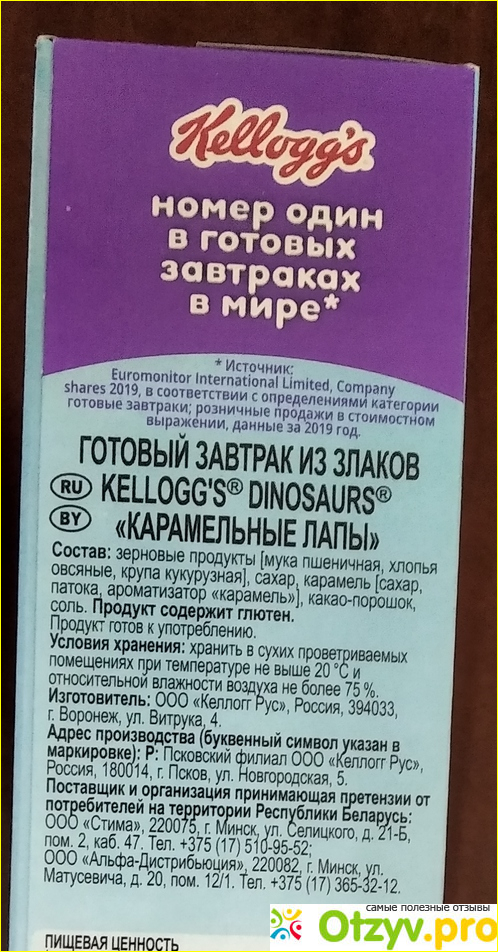 Kellogg's
номер один
в готовых
завтраках
в мире*
* Источник:
Euromonitor International Limited, Company
shares 2019, в соответствии с определениями категории
готовые завтраки; розничные продажи в стоимостном
выражении, данные за 2019 год.
ГОТОВЫЙ ЗАВТРАК ИЗ ЗЛАКОВ
RU KELLOGG'S® DINOSAURS®
BY «КАРАМЕЛЬНЫЕ ЛАПЫ»
Состав: зерновые продукты [мука пшеничная, хлопья
овсяные, крупа кукурузная], сахар, карамель [сахар,
патока, ароматизатор «карамель»], какао-порошок,
соль. Продукт содержит глютен.
Продукт готов к употреблению.
Условия хранения: хранить в сухих проветриваемых
помещениях при температуре не выше 20 °С и
относительной влажности воздуха не более 75 %.
Изготовитель: ООО «Келлогг Рус», Россия, 394033,
г. Воронеж, ул. Витрука, 4.
Адрес производства (буквенный символ указан в
маркировке): Р: Псковский филиал ООО «Келлогг Рус»,
Россия, 180014, г. Псков, ул. Новгородская, 5.
Поставщик и организация принимающая претензии от
потребителей на территории Республики Беларусь:
ООО «Стима», 220075, г. Минск, ул. Селицкого, д. 21-Б,
пом. 2, каб. 47. Тел. +375 (17) 510-95-52;
ООО «Альфа-Дистрибьюция», 220082, г. Минск, ул.
Матусевича, д. 20, пом. 12/1. Тел. +375 (17) 365-32-12.
ПИЩЕВАЯ ЦЕННОСТЬ
самые полезные отзывы
Otzyv.pro